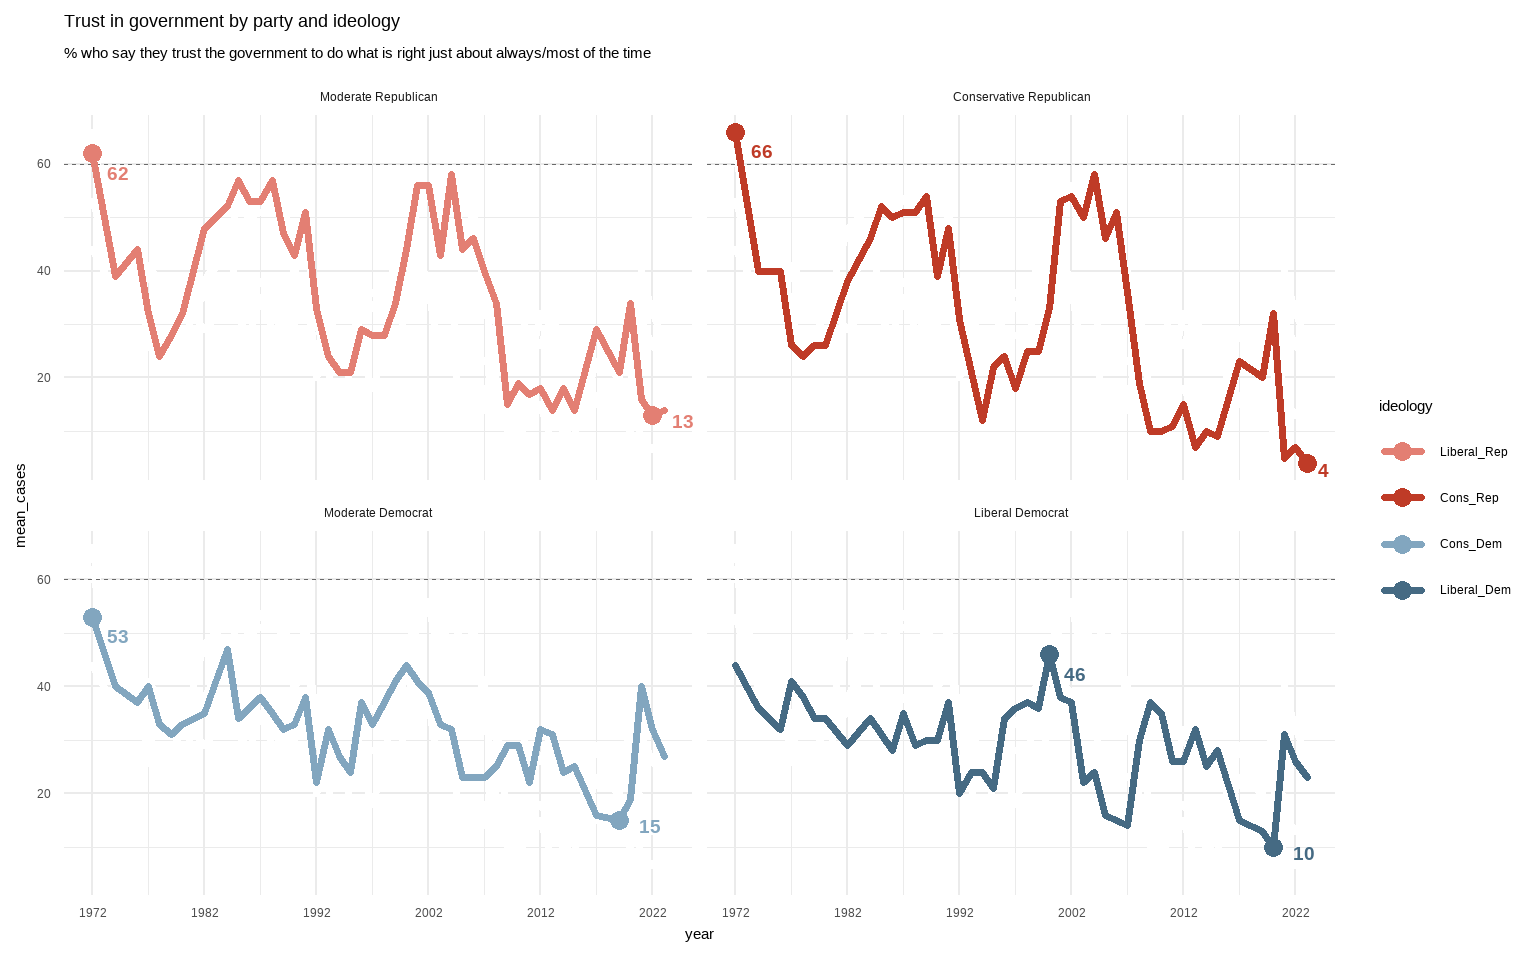 Trust in government by party and ideology
% who say they trust the government to do what is right just about always/most of the time
Moderate Republican
Conservative Republican
60
40
20
62
13
66
4
mean_cases
Moderate Democrat
Liberal Democrat
60
40
20
53
15
46
10
1972 1982 1992 2002 2012 2022
1972 1982 1992 2002 2012 2022
year
ideology
Liberal_Rep
Cons_Rep
Cons_Dem
Liberal_Dem